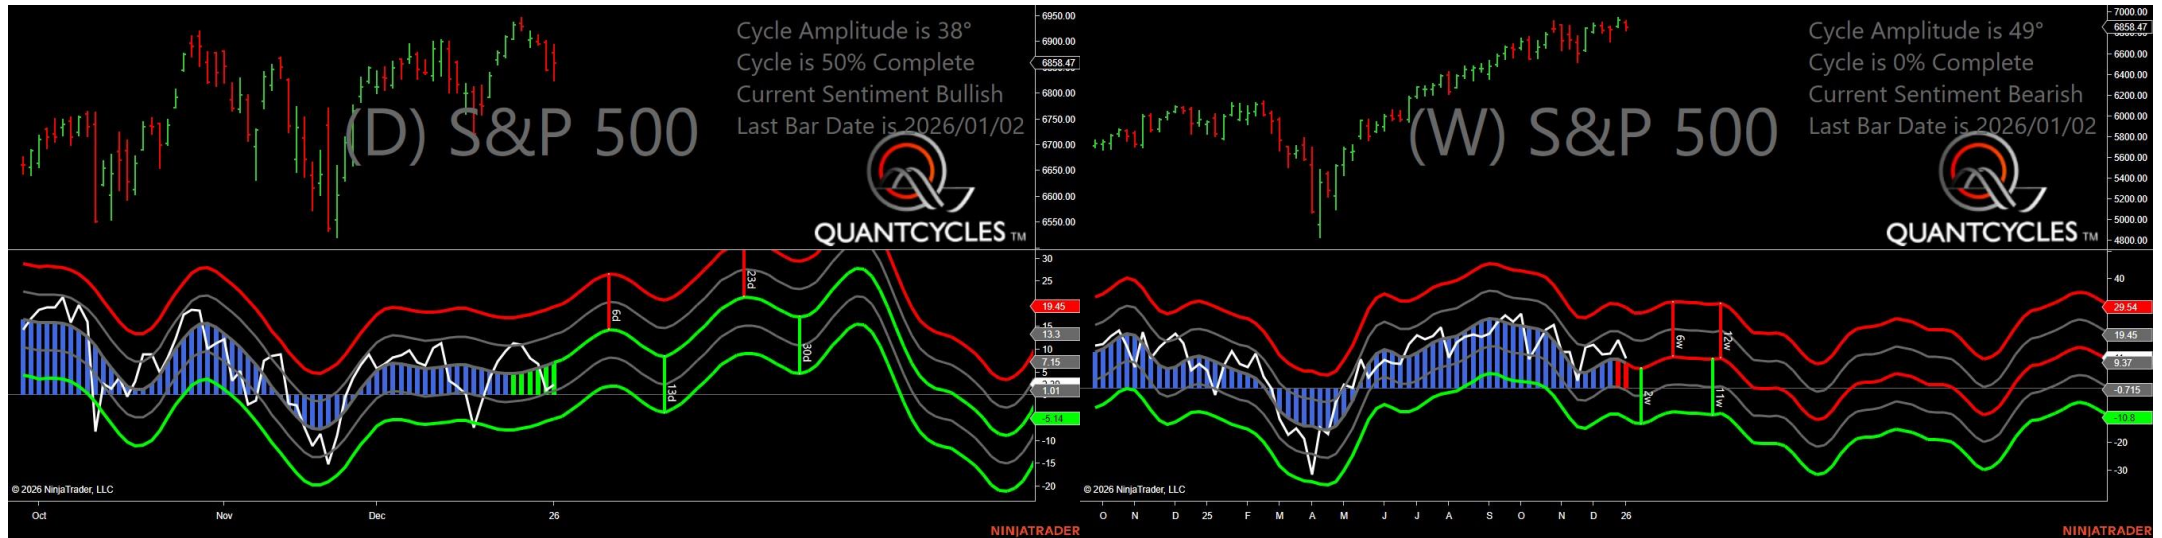 Cycle Amplitude is 38°
Cycle is 50% Complete
Current Sentiment Bullish
Last Bar Date is 2026/01/02
(D) S&P 500
QUANTCYCLES TM
6950.00
6900.00
6858.47
6800.00
6750.00
6700.00
6650.00
6600.00
6550.00
30
25
19.45
15
13.3
10
7.15
5
1.01
-5.14
-10
-15
-20
6d
13d
23d
30d
© 2026 NinjaTrader, LLC
Oct Nov Dec 26
NINJATRADER
Cycle Amplitude is 49°
Cycle is 0% Complete
Current Sentiment Bearish
Last Bar Date is 2026/01/02
(W) S&P 500
QUANTCYCLES TM
7000.00
6858.47
6600.00
6400.00
6200.00
6000.00
5800.00
5600.00
5400.00
5200.00
5000.00
4800.00
40
29.54
19.45
9.37
-0.715
-10.8
-20
-30
2w
6w
11w
12w
© 2026 NinjaTrader, LLC
O N D 25 F M A M J J A S O N D 26
NINJATRADER